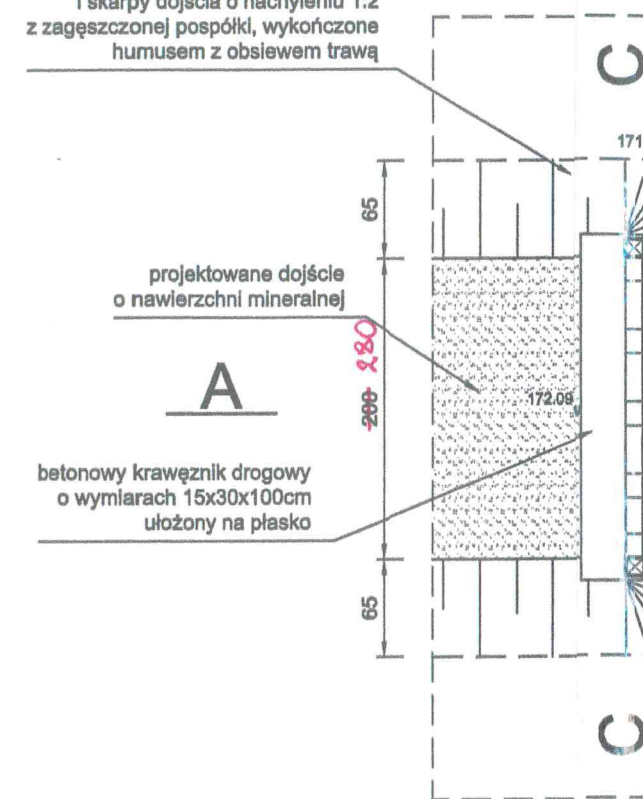 i skarpy dojścia o nachyleniu 1:2
z zagęszczonej pospółki, wykończone
humusem z obsiewem trawą
C
171
65
projektowane dojście
o nawierzchni mineralnej
200 280
A
172.09
betonowy krawężnik drogowy
o wymiarach 15x30x100cm
ułożony na płasko
65
C